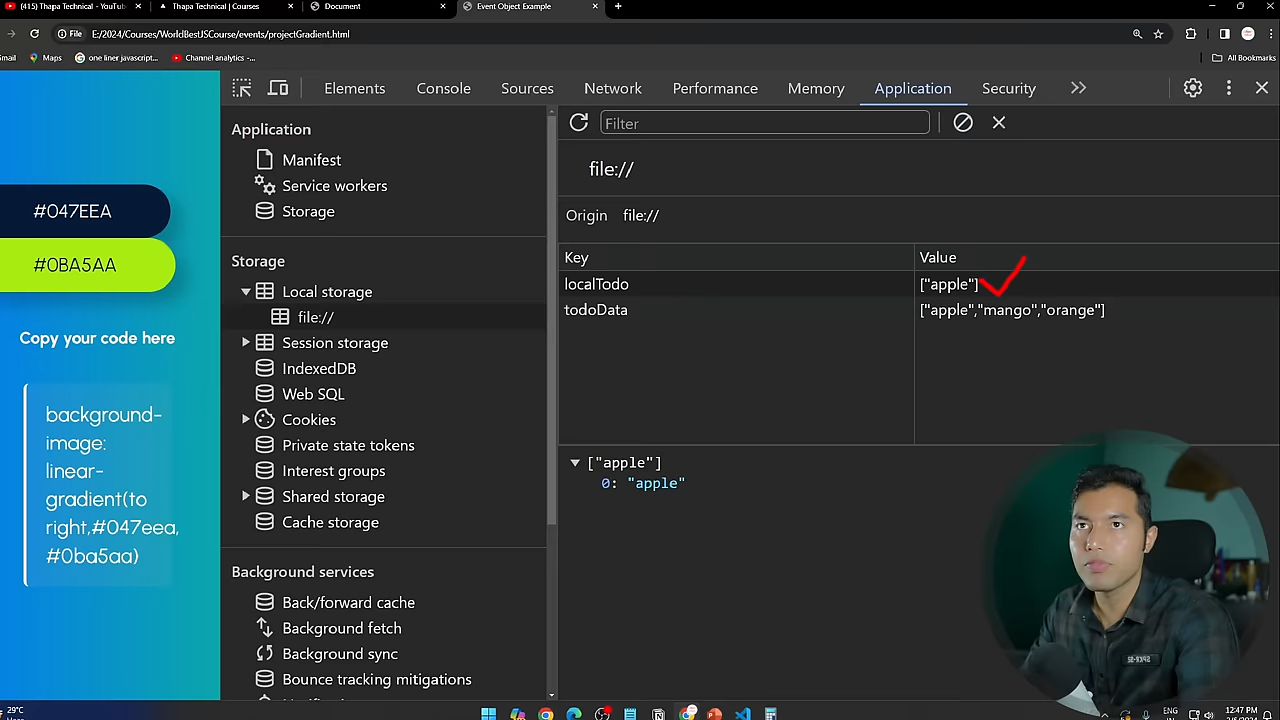 (415) Thapa Technical - YouTub
Thapa Technical | Courses
Document
Event Object Example
File
E:/2024/Courses/WorldBestJSCourse/events/projectGradient.html
Gmail
Maps
one liner javascript...
Channel analytics -...
All Bookmarks
Elements
Console
Sources
Network
Performance
Memory
Application
Security
#047EEA
#0BA5AA
Copy your code here
background-
image:
linear-
gradient(to
right,#047eea,
#0ba5aa)
Application
Manifest
Service workers
Storage
Storage
Local storage
file://
Session storage
IndexedDB
Web SQL
Cookies
Private state tokens
Interest groups
Shared storage
Cache storage
Background services
Back/forward cache
Background fetch
Background sync
Bounce tracking mitigations
Filter
file://
Origin file://
Key Value
localTodo ["apple"]
todoData ["apple","mango","orange"]
["apple"]
0: "apple"
29°C
ENG
IN
12:47 PM